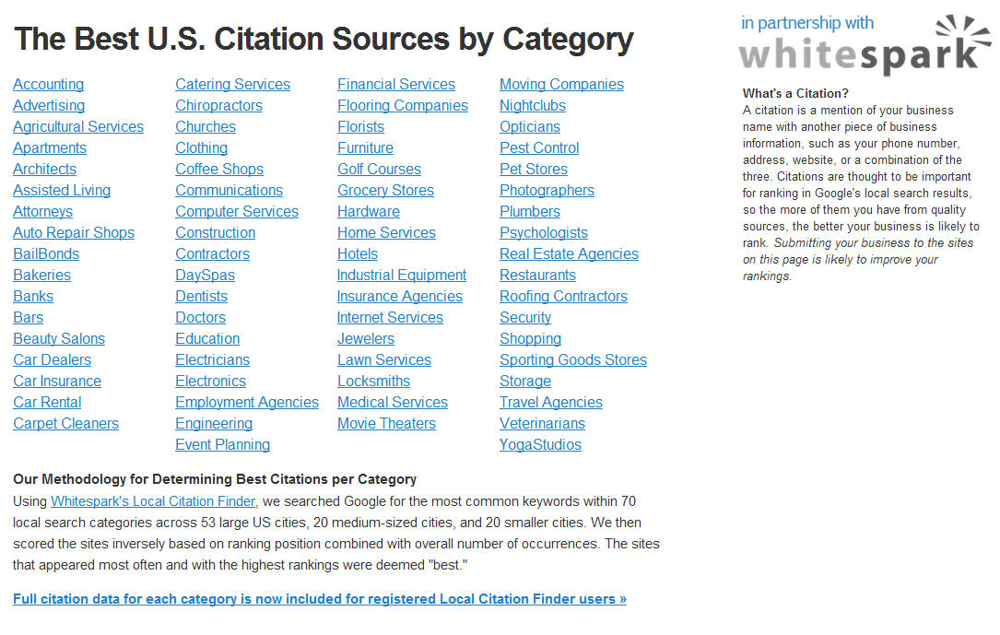 The Best U.S. Citation Sources by Category
Accounting
Advertising
Agricultural Services
Apartments
Architects
Assisted Living
Attorneys
Auto Repair Shops
BailBonds
Bakeries
Banks
Bars
Beauty Salons
Car Dealers
Car Insurance
Car Rental
Carpet Cleaners
Catering Services
Chiropractors
Churches
Clothing
Coffee Shops
Communications
Computer Services
Construction
Contractors
DaySpas
Dentists
Doctors
Education
Electricians
Electronics
Employment Agencies
Engineering
Event Planning
Financial Services
Flooring Companies
Florists
Furniture
Golf Courses
Grocery Stores
Hardware
Home Services
Hotels
Industrial Equipment
Insurance Agencies
Internet Services
Jewelers
Lawn Services
Locksmiths
Medical Services
Movie Theaters
Moving Companies
Nightclubs
Opticians
Pest Control
Pet Stores
Photographers
Plumbers
Psychologists
Real Estate Agencies
Restaurants
Roofing Contractors
Security
Shopping
Sporting Goods Stores
Storage
Travel Agencies
Veterinarians
YogaStudios
Our Methodology for Determining Best Citations per Category
Using Whitespark's Local Citation Finder, we searched Google for the most common keywords within 70
local search categories across 53 large US cities, 20 medium-sized cities, and 20 smaller cities. We then
scored the sites inversely based on ranking position combined with overall number of occurrences. The sites
that appeared most often and with the highest rankings were deemed "best."
Full citation data for each category is now included for registered Local Citation Finder users »
in partnership with
whitespark
What's a Citation?
A citation is a mention of your business
name with another piece of business
information, such as your phone number,
address, website, or a combination of the
three. Citations are thought to be important
for ranking in Google's local search results,
so the more of them you have from quality
sources, the better your business is likely to
rank. Submitting your business to the sites
on this page is likely to improve your
rankings.